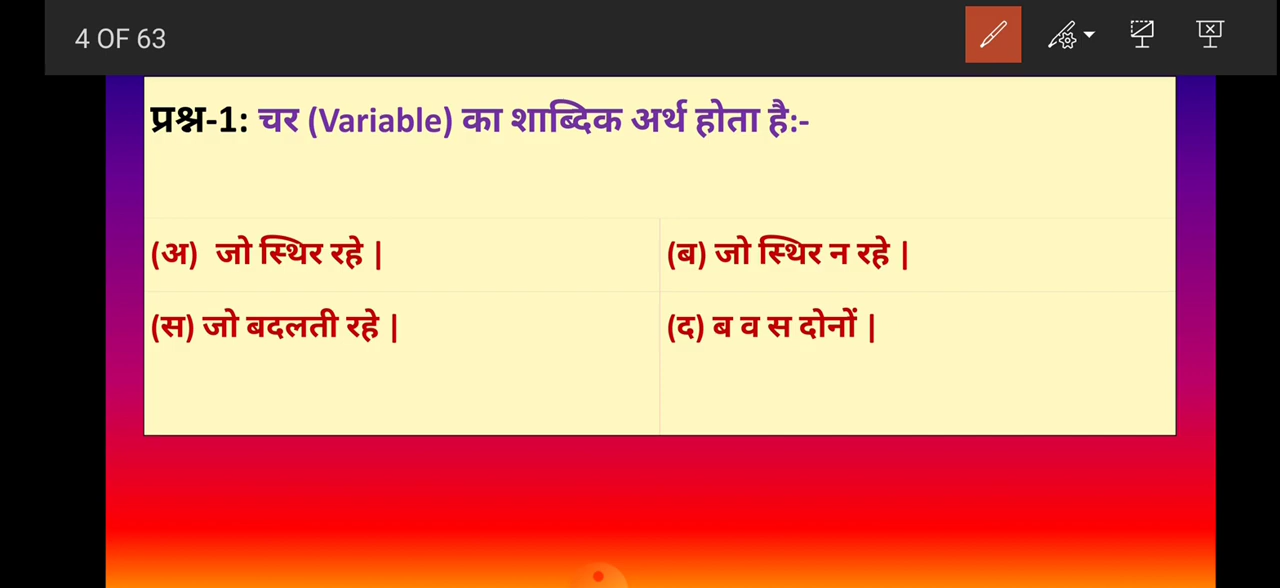 4 OF 63
प्रश्न-1: चर (Variable) का शाब्दिक अर्थ होता है:-
(अ) जो स्थिर रहे |
(ब) जो स्थिर न रहे |
(स) जो बदलती रहे |
(द) ब व स दोनों |